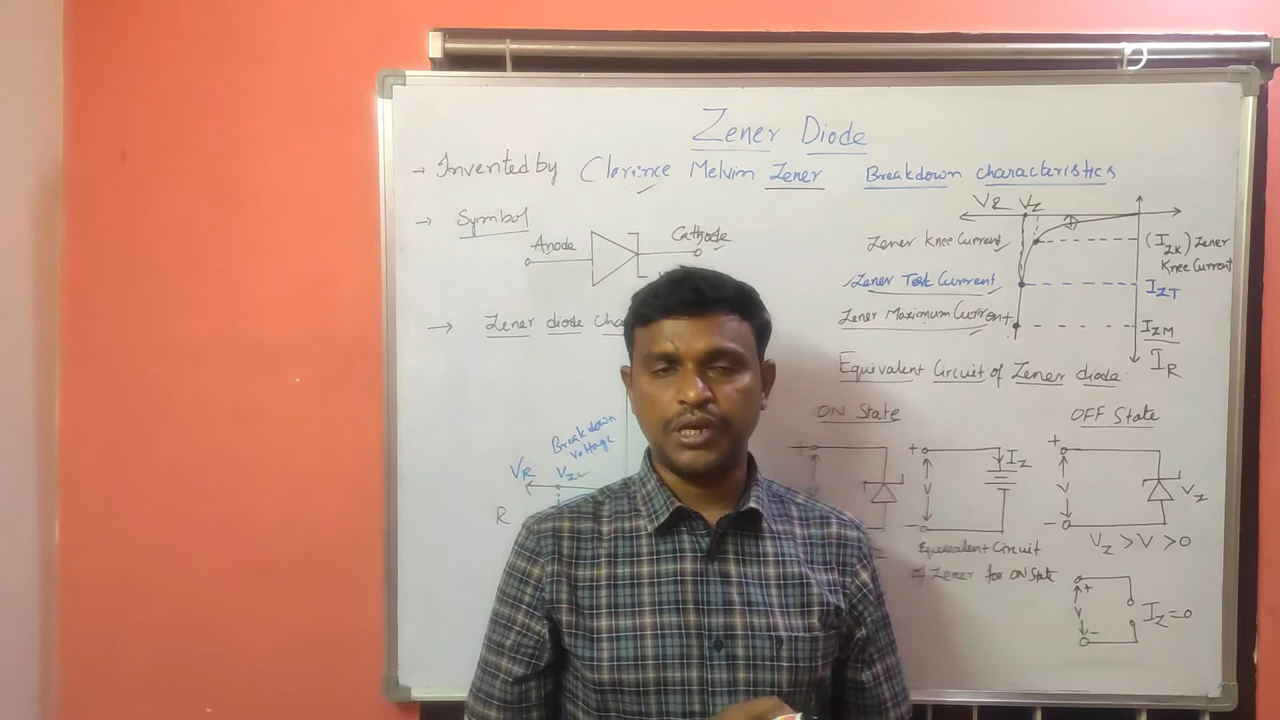 Zener Diode
→ Invented by Clarince Melvim Zener
→ Symbol
Anode
Cathode
→ Zener diode Cha
Breakdown
Voltage
VR VZ
R
Breakdown characteristics
VR VZ
Zener Knee Current
(IZK) Zener
Knee Current
Zener Test Current
IZT
Zener Maximum Current
IZM
IR
Equivalent Circuit of Zener diode
ON State
+
+
V
-
IZ
Equivalent Circuit
of Zener for ON State
OFF State
+
V
-
VZ
VZ > V > 0
+
V
-
IZ = 0